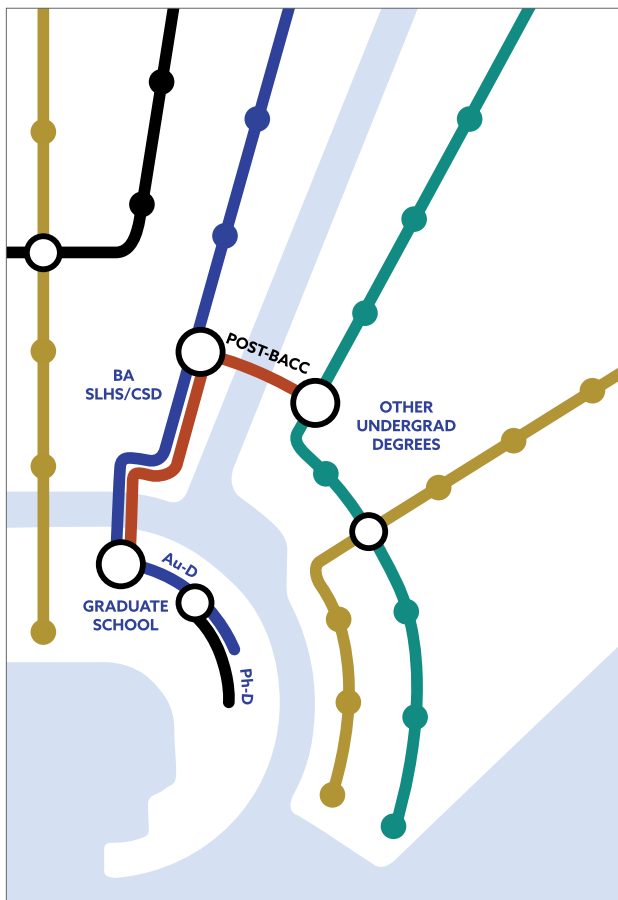 POST-BACC
BA
SLHS/CSD
OTHER
UNDERGRAD
DEGREES
Au-D
GRADUATE
SCHOOL
Ph-D